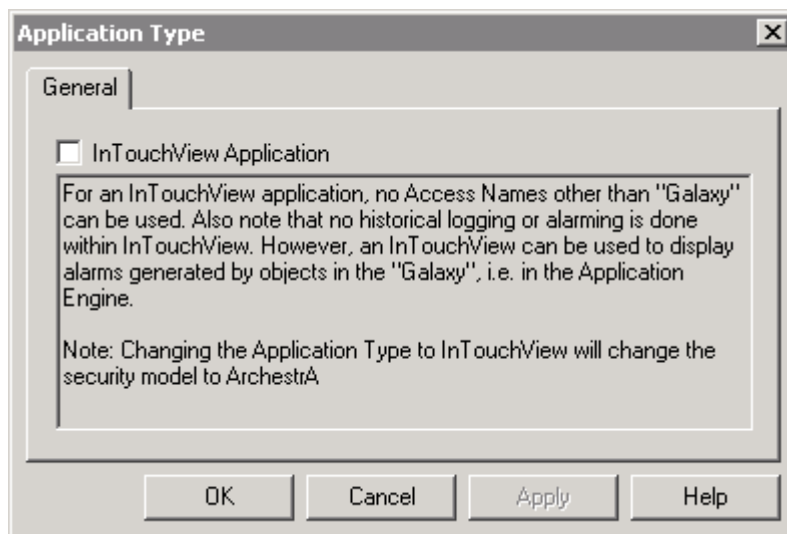 Application Type
General
InTouchView Application
For an InTouchView application, no Access Names other than "Galaxy"
can be used. Also note that no historical logging or alarming is done
within InTouchView. However, an InTouchView can be used to display
alarms generated by objects in the "Galaxy", i.e. in the Application
Engine.
Note: Changing the Application Type to InTouchView will change the
security model to ArchestrA
OK
Cancel
Apply
Help